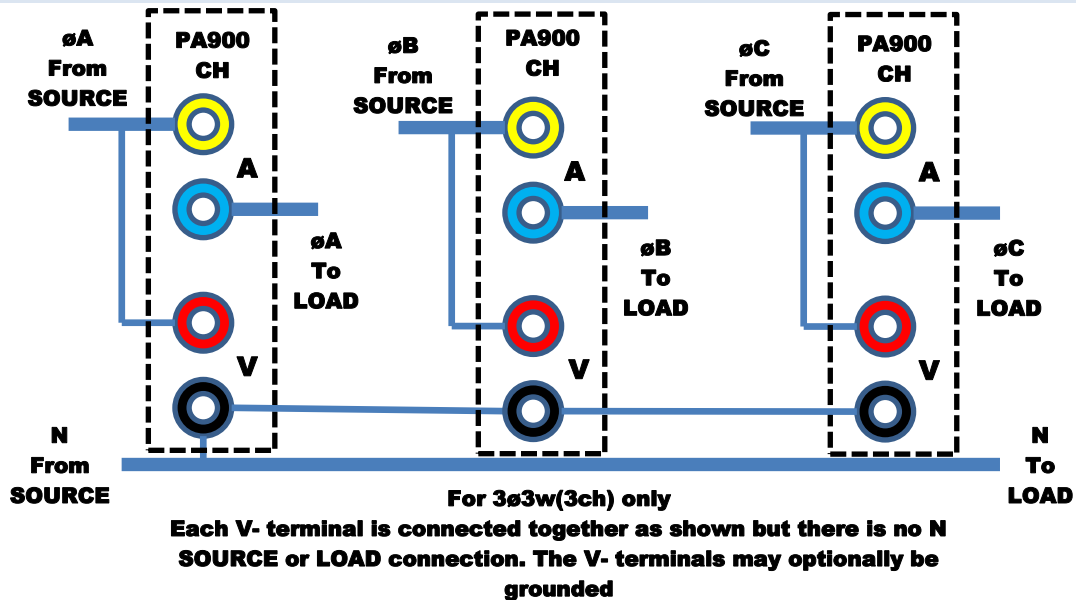 øA
From
SOURCE
PA900
CH
A
øA
To
LOAD
V
øB
From
SOURCE
PA900
CH
A
øB
To
LOAD
V
øC
From
SOURCE
PA900
CH
A
øC
To
LOAD
V
N
From
SOURCE
N
To
LOAD
For 3ø3w(3ch) only
Each V- terminal is connected together as shown but there is no N
SOURCE or LOAD connection. The V- terminals may optionally be
grounded